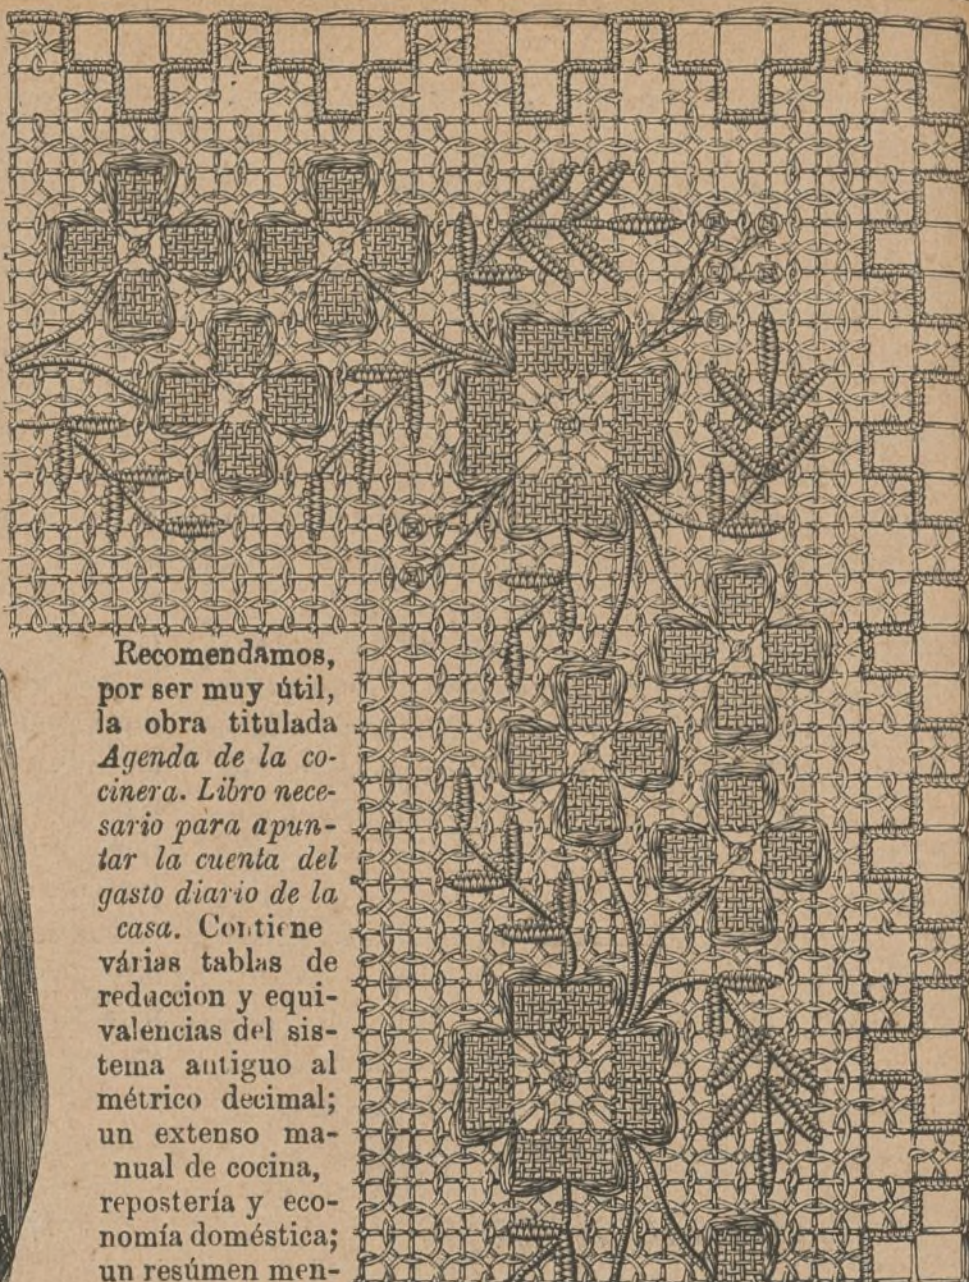 Recomendamos,
por ser muy útil,
la obra titulada
Agenda de la co-
cinera. Libro nece-
sario para apun-
tar la cuenta del
gasto diario de la
casa. Contiene
várias tablas de
reduccion y equi-
valencias del sis-
tema antiguo al
métrico decimal;
un extenso ma-
nual de cocina,
repostería y eco-
nomía doméstica;
un resúmen men-